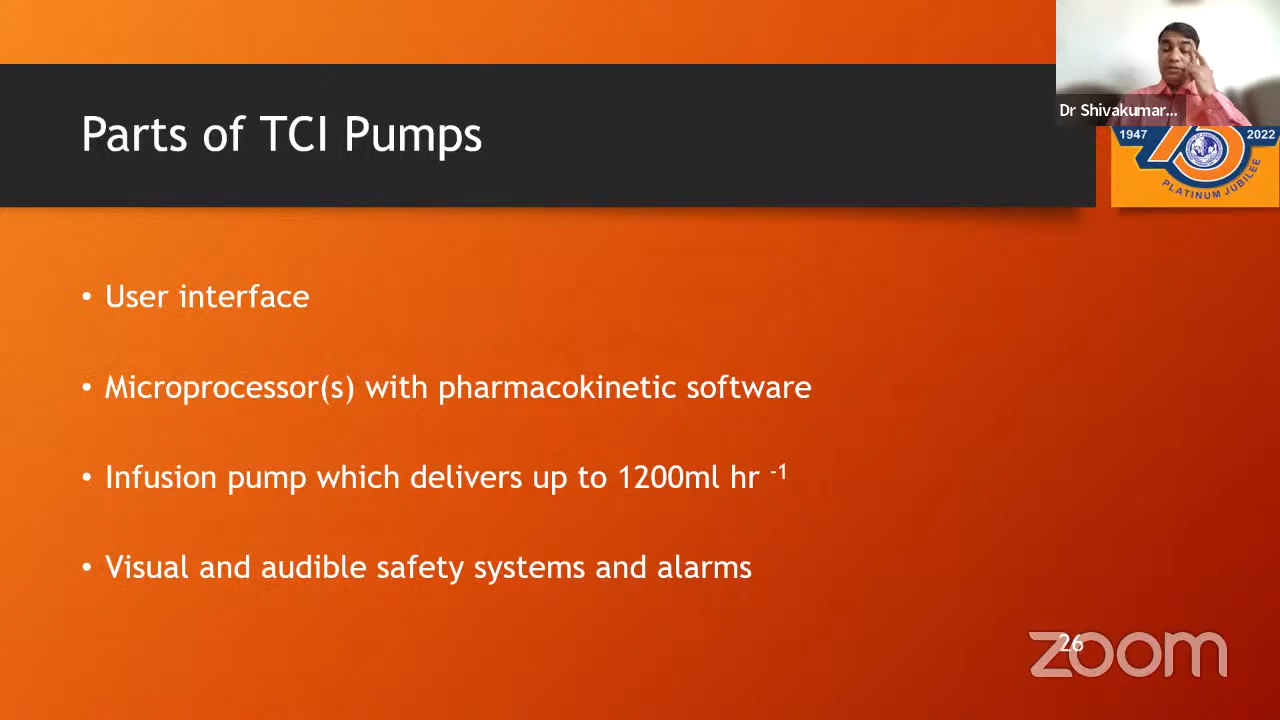 Dr Shivakumar...
1947
75
2022
PLATINUM JUBILEE
Parts of TCI Pumps
• User interface
• Microprocessor(s) with pharmacokinetic software
• Infusion pump which delivers up to 1200ml hr -1
• Visual and audible safety systems and alarms
26
zoom